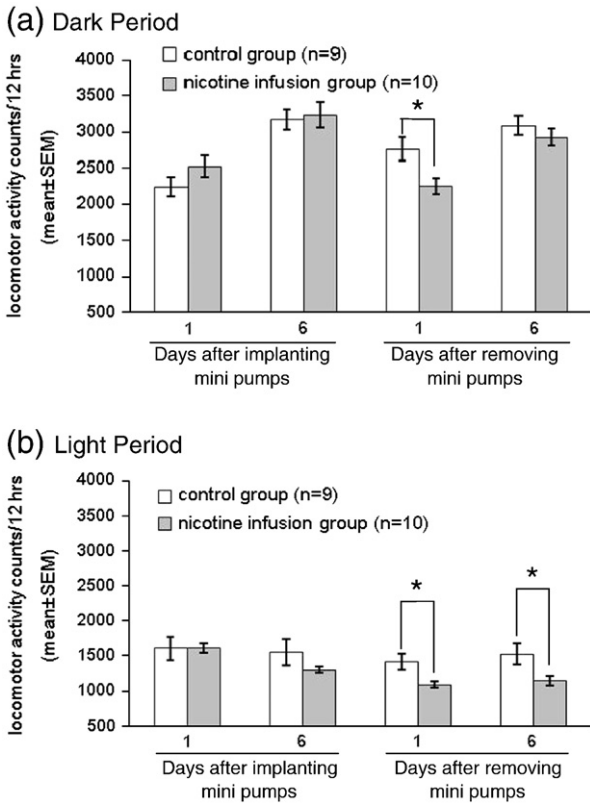 (a) Dark Period
control group (n=9)
nicotine infusion group (n=10)
locomotor activity counts/12 hrs
(mean±SEM)
4000
3500
3000
2500
2000
1500
1000
500
*
1 6 1 6
Days after implanting Days after removing
mini pumps mini pumps
(b) Light Period
control group (n=9)
nicotine infusion group (n=10)
locomotor activity counts/12 hrs
(mean±SEM)
4000
3500
3000
2500
2000
1500
1000
500
* *
1 6 1 6
Days after implanting Days after removing
mini pumps mini pumps